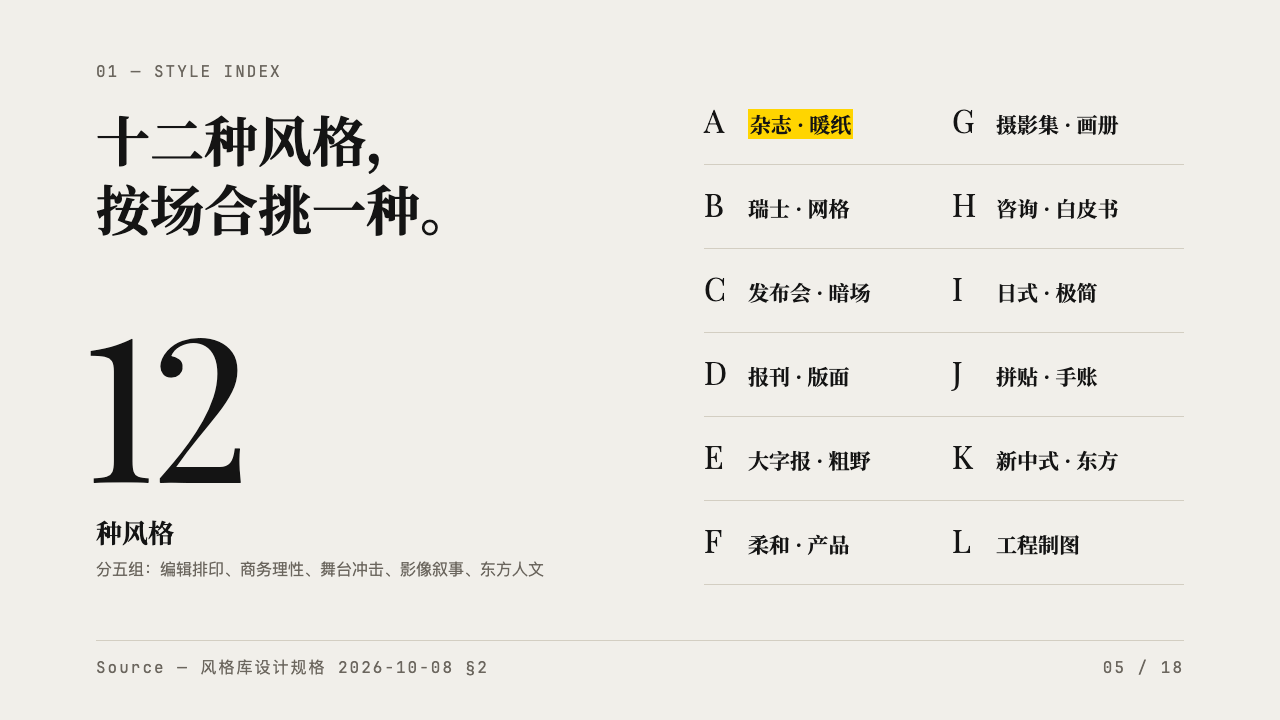 01 — STYLE INDEX
十二种风格，
按场合挑一种。
12
种风格
分五组：编辑排印、商务理性、舞台冲击、影像叙事、东方人文
A 杂志 · 暖纸
G 摄影集 · 画册
B 瑞士 · 网格
H 咨询 · 白皮书
C 发布会 · 暗场
I 日式 · 极简
D 报刊 · 版面
J 拼贴 · 手账
E 大字报 · 粗野
K 新中式 · 东方
F 柔和 · 产品
L 工程制图
Source — 风格库设计规格 2026-10-08 §2
05 / 18